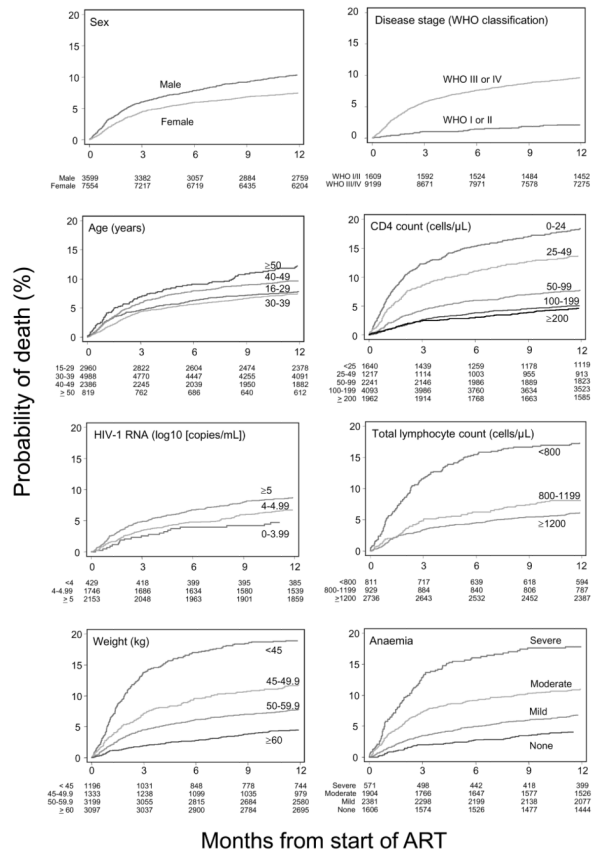 Probability of death (%)
Sex
20
15
10
5
0
Male
Female
0 3 6 9 12
Male 3599 3382 3057 2884 2759
Female 7554 7217 6719 6435 6204
Disease stage (WHO classification)
20
15
10
5
0
WHO III or IV
WHO I or II
0 3 6 9 12
WHO I/II 1609 1592 1524 1484 1452
WHO III/IV 9199 8671 7971 7578 7275
Age (years)
20
15
10
5
0
≥50
40-49
16-29
30-39
0 3 6 9 12
15-29 2960 2822 2604 2474 2378
30-39 4988 4770 4447 4255 4091
40-49 2386 2245 2039 1950 1882
≥ 50 819 762 686 640 612
CD4 count (cells/µL)
20
15
10
5
0
0-24
25-49
50-99
100-199
≥200
0 3 6 9 12
<25 1640 1439 1259 1178 1119
25-49 1217 1114 1003 955 913
50-99 2241 2146 1986 1889 1823
100-199 4093 3986 3760 3634 3523
≥ 200 1962 1914 1768 1663 1585
HIV-1 RNA (log10 [copies/mL])
20
15
10
5
0
≥5
4-4.99
0-3.99
0 3 6 9 12
<4 429 418 399 395 385
4-4.99 1746 1686 1634 1580 1539
≥ 5 2153 2048 1963 1901 1859
Total lymphocyte count (cells/µL)
20
15
10
5
0
<800
800-1199
≥1200
0 3 6 9 12
<800 811 717 639 618 594
800-1199 929 884 840 806 787
≥1200 2736 2643 2532 2452 2387
Weight (kg)
20
15
10
5
0
<45
45-49.9
50-59.9
≥60
0 3 6 9 12
< 45 1196 1031 848 778 744
45-49.9 1333 1238 1099 1035 979
50-59.9 3199 3055 2815 2684 2580
≥ 60 3097 3037 2900 2784 2695
Anaemia
20
15
10
5
0
Severe
Moderate
Mild
None
0 3 6 9 12
Severe 571 498 442 418 399
Moderate 1904 1766 1647 1577 1526
Mild 2381 2298 2199 2138 2077
None 1606 1574 1526 1477 1444
Months from start of ART